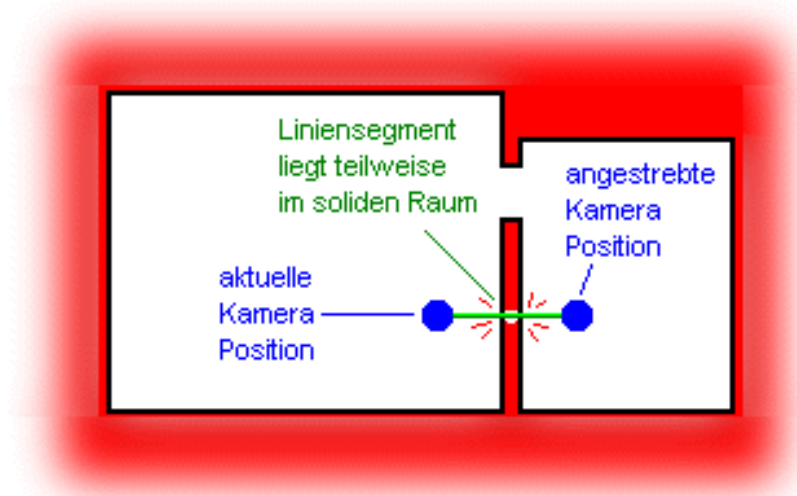 Liniensegment
liegt teilweise
im soliden Raum
angestrebte
Kamera
Position
aktuelle
Kamera
Position